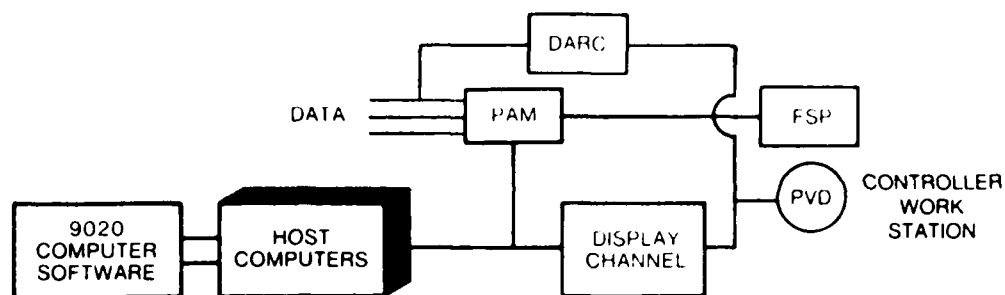 DARC
DATA
PAM
FSP
PVD
CONTROLLER
WORK
STATION
9020
COMPUTER
SOFTWARE
HOST
COMPUTERS
DISPLAY
CHANNEL